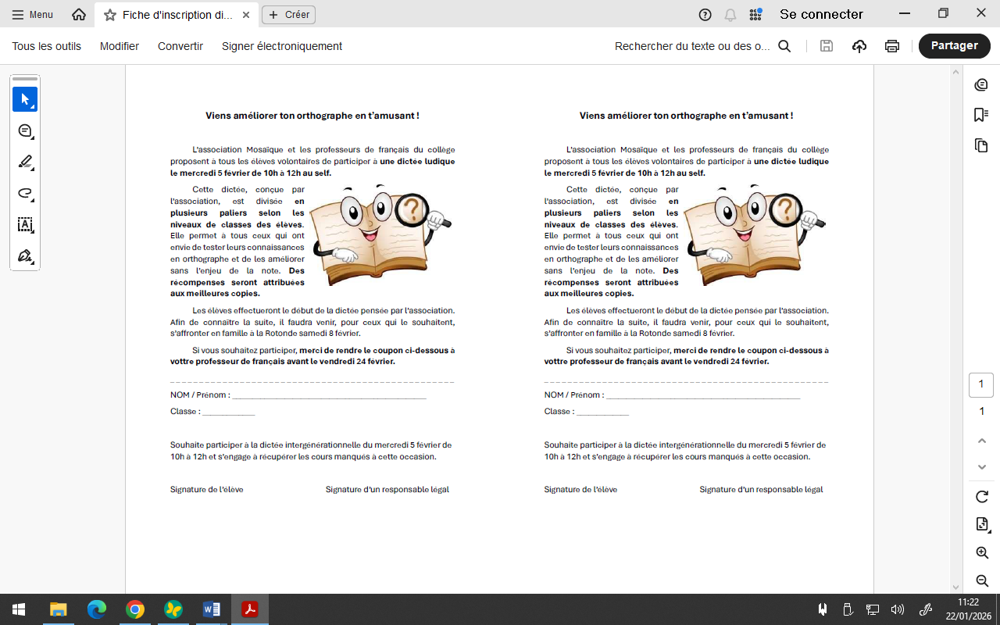 Menu
Fiche d'inscription di...
Créer
Se connecter
Tous les outils
Modifier
Convertir
Signer électroniquement
Rechercher du texte ou des o...
Partager
Viens améliorer ton orthographe en t'amusant !
L'association Mosaïque et les professeurs de français du collège
proposent à tous les élèves volontaires de participer à une dictée ludique
le mercredi 5 février de 10h à 12h au self.
Cette dictée, conçue par
l'association, est divisée en
plusieurs paliers selon les
niveaux de classes des élèves.
Elle permet à tous ceux qui ont
envie de tester leurs connaissances
en orthographe et de les améliorer
sans l'enjeu de la note. Des
récompenses seront attribuées
aux meilleures copies.
Les élèves effectueront le début de la dictée pensée par l'association.
Afin de connaître la suite, il faudra venir, pour ceux qui le souhaitent,
s'affronter en famille à la Rotonde samedi 8 février.
Si vous souhaitez participer, merci de rendre le coupon ci-dessous à
vottre professeur de français avant le vendredi 24 février.
NOM / Prénom :
Classe :
Souhaite participer à la dictée intergénérationnelle du mercredi 5 février de
10h à 12h et s'engage à récupérer les cours manqués à cette occasion.
Signature de l'élève Signature d'un responsable légal
Viens améliorer ton orthographe en t'amusant !
L'association Mosaïque et les professeurs de français du collège
proposent à tous les élèves volontaires de participer à une dictée ludique
le mercredi 5 février de 10h à 12h au self.
Cette dictée, conçue par
l'association, est divisée en
plusieurs paliers selon les
niveaux de classes des élèves.
Elle permet à tous ceux qui ont
envie de tester leurs connaissances
en orthographe et de les améliorer
sans l'enjeu de la note. Des
récompenses seront attribuées
aux meilleures copies.
Les élèves effectueront le début de la dictée pensée par l'association.
Afin de connaître la suite, il faudra venir, pour ceux qui le souhaitent,
s'affronter en famille à la Rotonde samedi 8 février.
Si vous souhaitez participer, merci de rendre le coupon ci-dessous à
vottre professeur de français avant le vendredi 24 février.
NOM / Prénom :
Classe :
Souhaite participer à la dictée intergénérationnelle du mercredi 5 février de
10h à 12h et s'engage à récupérer les cours manqués à cette occasion.
Signature de l'élève Signature d'un responsable légal
1
1
11:22
22/01/2026